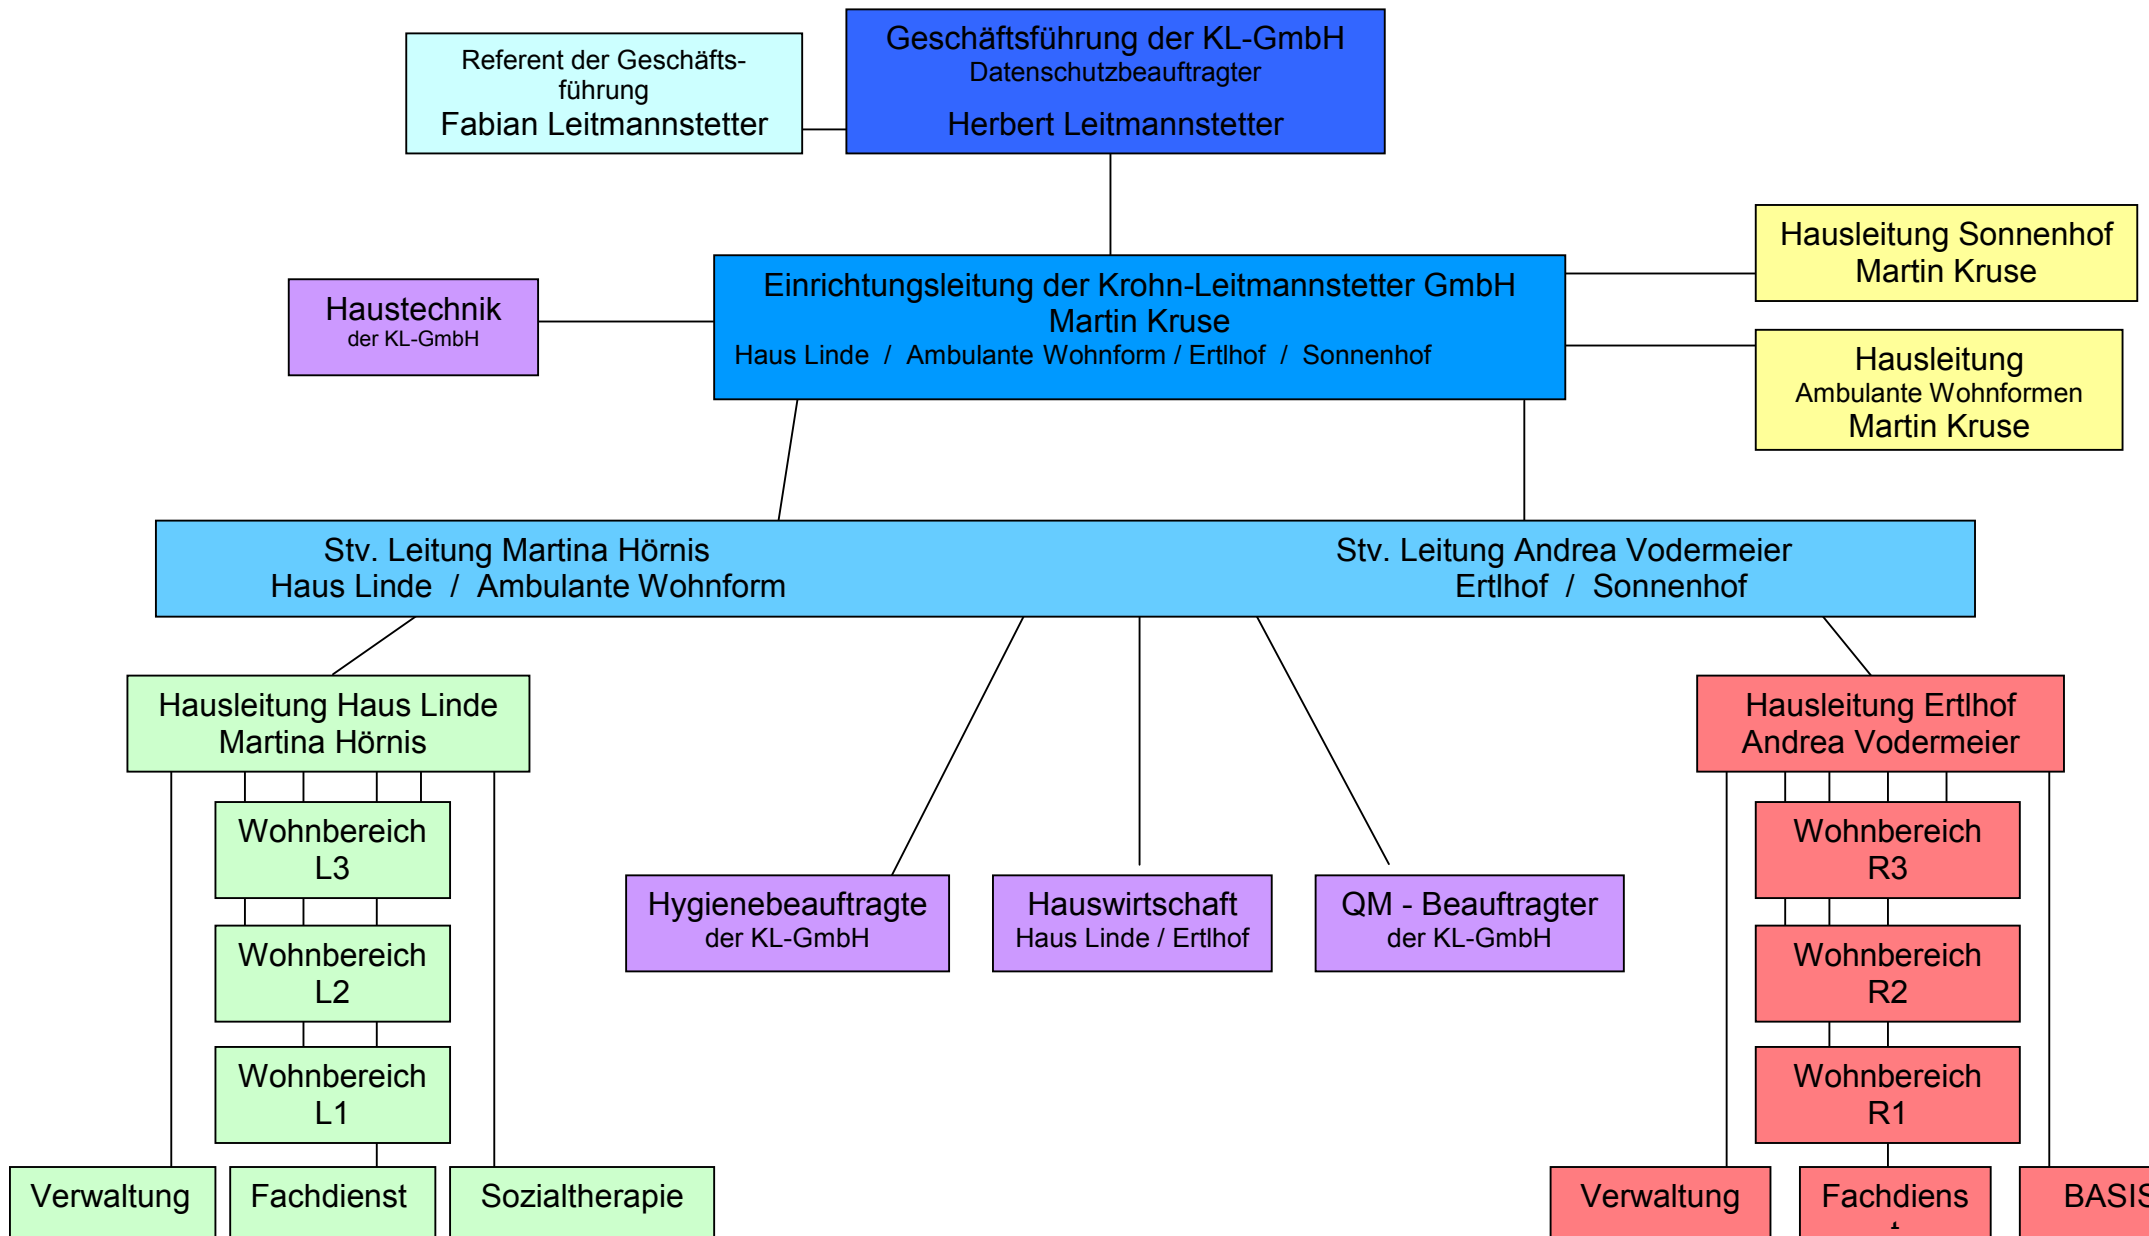 Referent der Geschäfts-
führung
Fabian Leitmannstetter
Geschäftsführung der KL-GmbH
Datenschutzbeauftragter
Herbert Leitmannstetter
Hausleitung Sonnenhof
Martin Kruse
Haustechnik
der KL-GmbH
Einrichtungsleitung der Krohn-Leitmannstetter GmbH
Martin Kruse
Haus Linde / Ambulante Wohnform / Ertlhof / Sonnenhof
Hausleitung
Ambulante Wohnformen
Martin Kruse
Stv. Leitung Martina Hörnis
Haus Linde / Ambulante Wohnform
Stv. Leitung Andrea Vodermeier
Ertlhof / Sonnenhof
Hausleitung Haus Linde
Martina Hörnis
Hausleitung Ertlhof
Andrea Vodermeier
Wohnbereich
L3
Wohnbereich
L2
Wohnbereich
L1
Hygienebeauftragte
der KL-GmbH
Hauswirtschaft
Haus Linde / Ertlhof
QM - Beauftragter
der KL-GmbH
Wohnbereich
R3
Wohnbereich
R2
Wohnbereich
R1
Verwaltung
Fachdienst
Sozialtherapie
Verwaltung
Fachdiens
t
BASIS